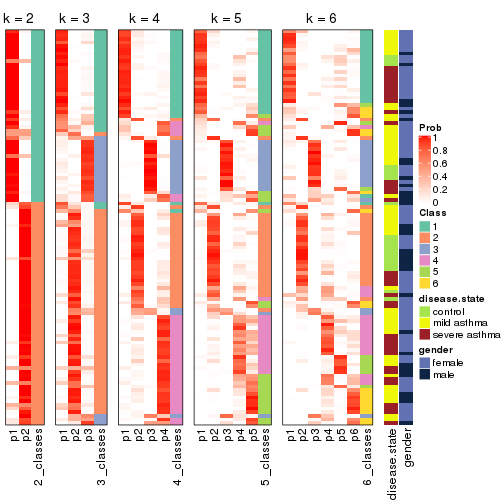 k = 2 k = 3 k = 4 k = 5 k = 6
Prob
1
0.8
0.6
0.4
0.2
0
Class
1
2
3
4
5
6
disease.state
control
mild asthma
severe asthma
gender
female
male
p1 p2 2_classes p1 p2 p3 3_classes p1 p2 p3 p4 4_classes p1 p2 p3 p4 p5 5_classes p1 p2 p3 p4 p5 p6 6_classes disease.state gender